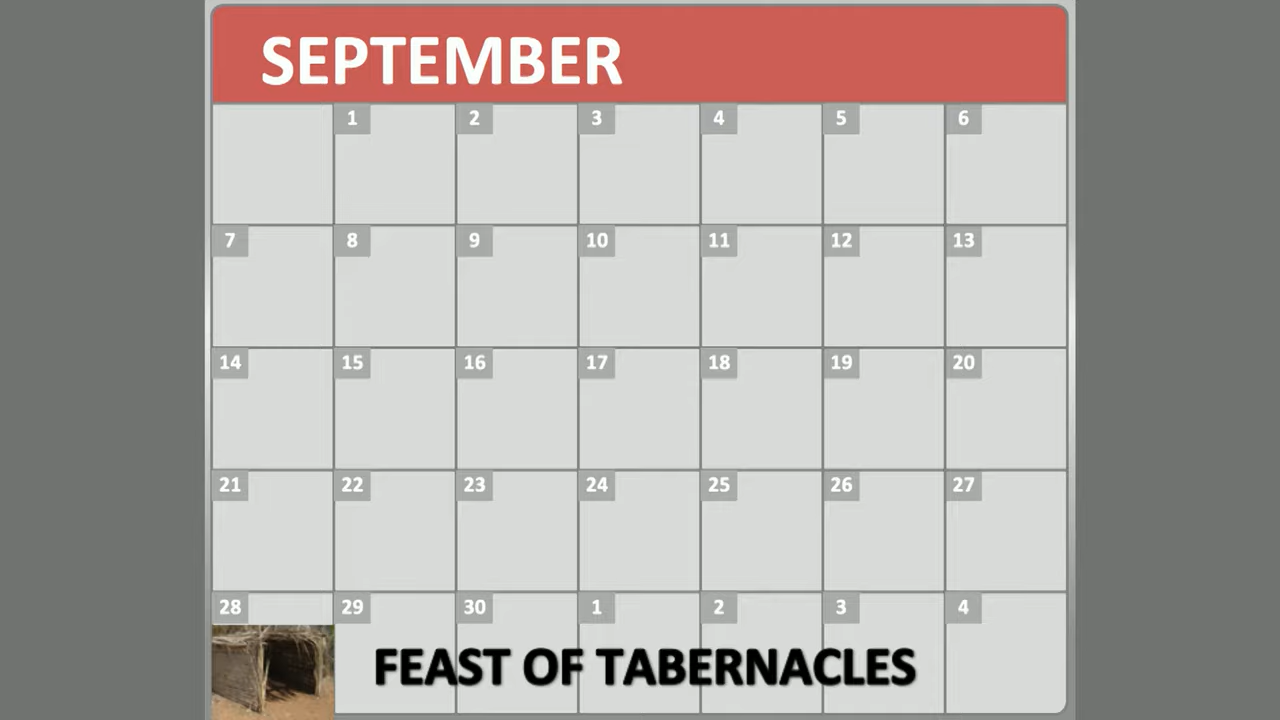 SEPTEMBER
1 2 3 4 5 6
7 8 9 10 11 12 13
14 15 16 17 18 19 20
21 22 23 24 25 26 27
28 29 30 1 2 3 4
FEAST OF TABERNACLES